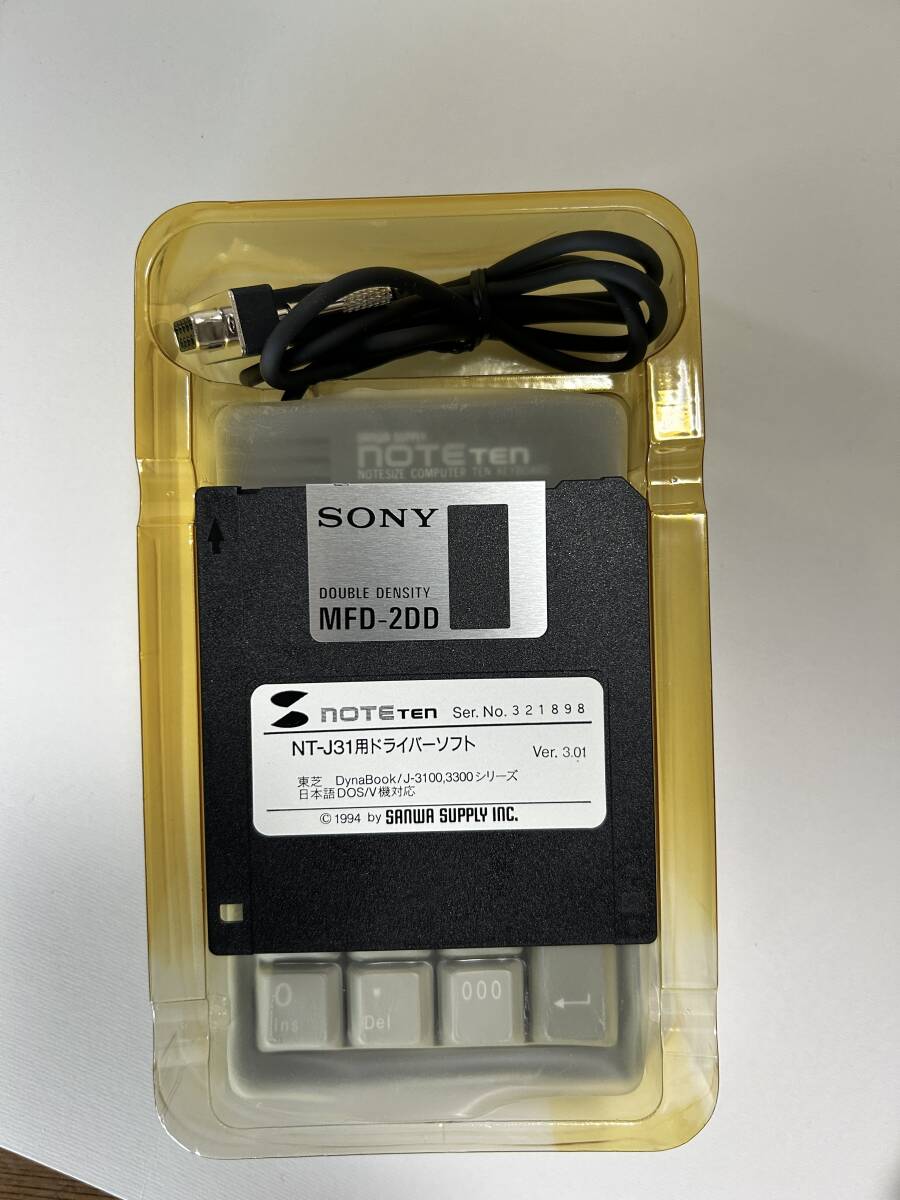 SANWA SUPPLY
NOTE TEN
NOTESIZE COMPUTER TEN KEYBOARD
SONY
DOUBLE DENSITY
MFD-2DD
NOTE TEN Ser. No. 321898
NT-J31用ドライバーソフト Ver. 3.01
東芝 DynaBook/J-3100,3300シリーズ
日本語DOS/V機対応
© 1994 by SANWA SUPPLY INC.
0 . 000 ←
Ins Del